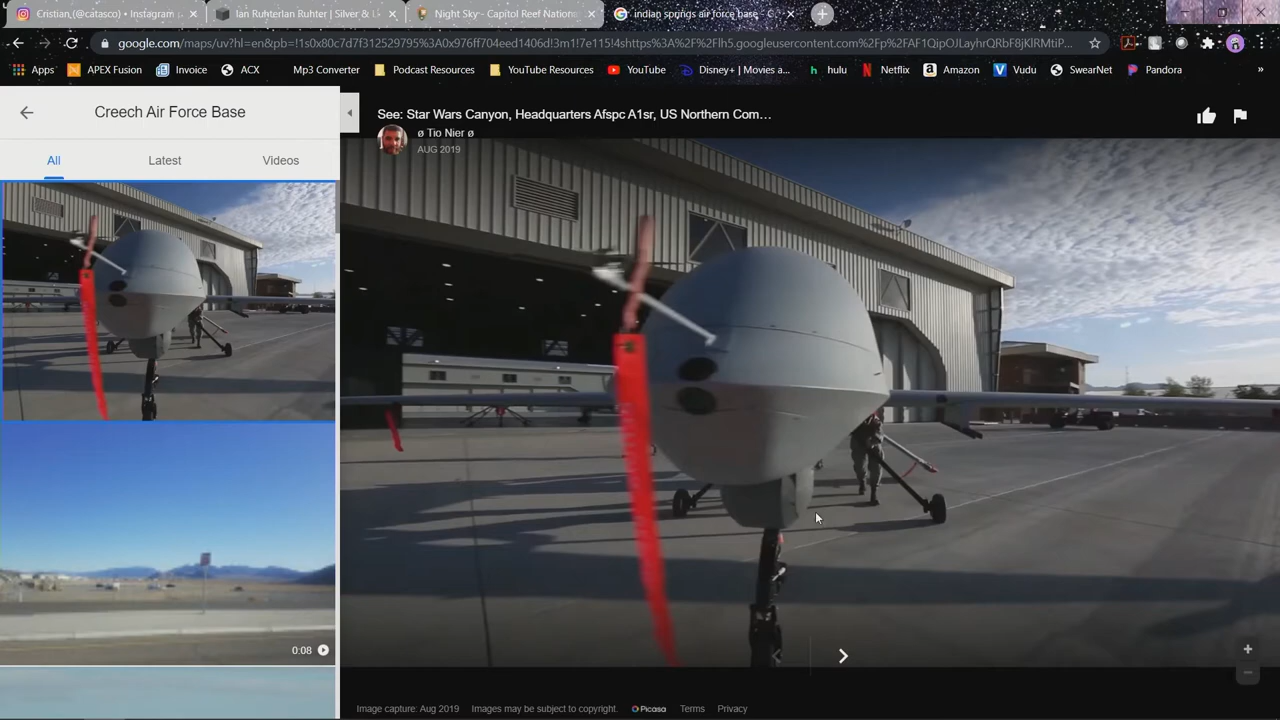 Cristian (@catasco) • Instagram p
Ian Ruhter Ian Ruhter | Silver & Li
Night Sky - Capitol Reef Nationa
indian springs air force base - G
google.com/maps/uv?hl=en&pb=!1s0x80c7d7f312529795%3A0x976ff704eed1406d!3m1!7e115!4shttps%3A%2F%2Flh5.googleusercontent.com%2Fp%2FAF1QipOJLayhrQRbF8jKlRMtiP...
Apps
APEX Fusion
Invoice
ACX
Mp3 Converter
Podcast Resources
YouTube Resources
YouTube
Disney+ | Movies a...
hulu
Netflix
Amazon
Vudu
SwearNet
Pandora
»
Creech Air Force Base
All
Latest
Videos
0:08
See: Star Wars Canyon, Headquarters Afspc A1sr, US Northern Com...
ø Tio Nier ø
AUG 2019
Image capture: Aug 2019
Images may be subject to copyright.
Picasa
Terms
Privacy